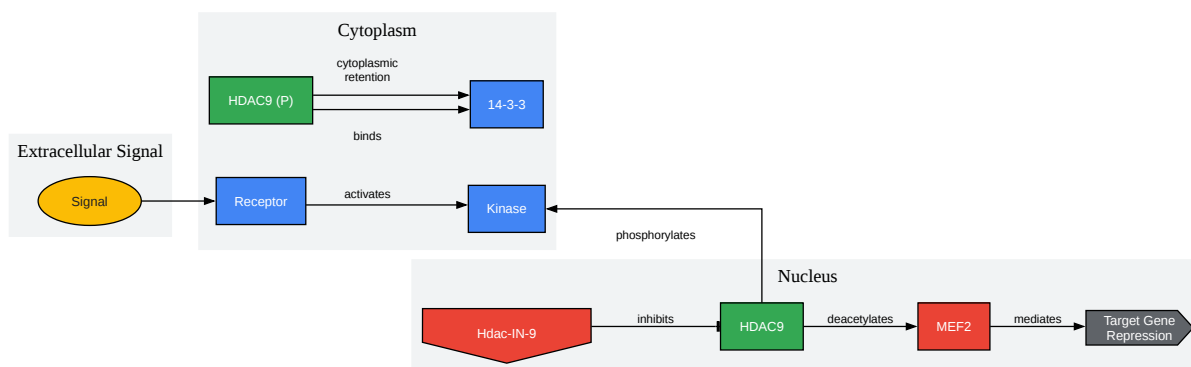 Cytoplasm
cytoplasmic
retention
HDAC9 (P)
14-3-3
binds
Extracellular Signal
Signal
Receptor
activates
Kinase
phosphorylates
Nucleus
Hdac-IN-9
inhibits
HDAC9
deacetylates
MEF2
mediates
Target Gene
Repression